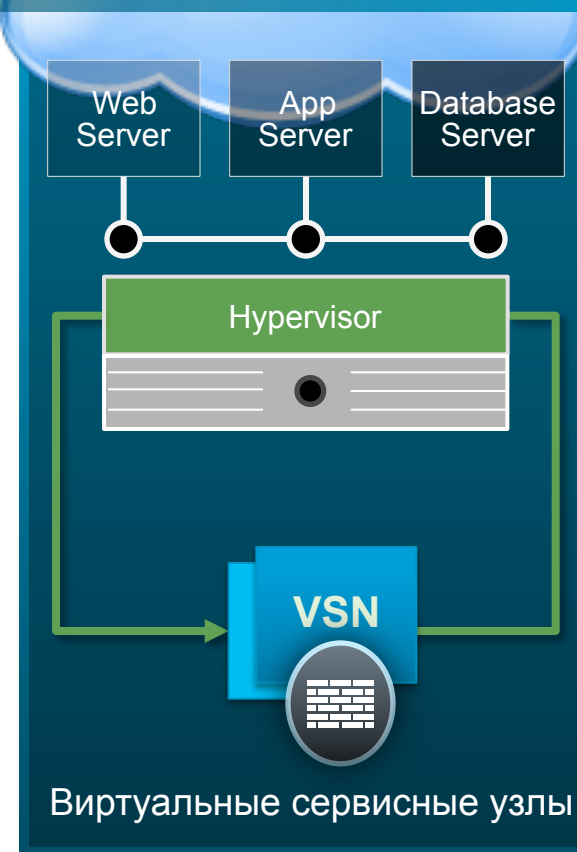 Web
Server
App
Server
Database
Server
Hypervisor
VSN
Виртуальные сервисные узлы